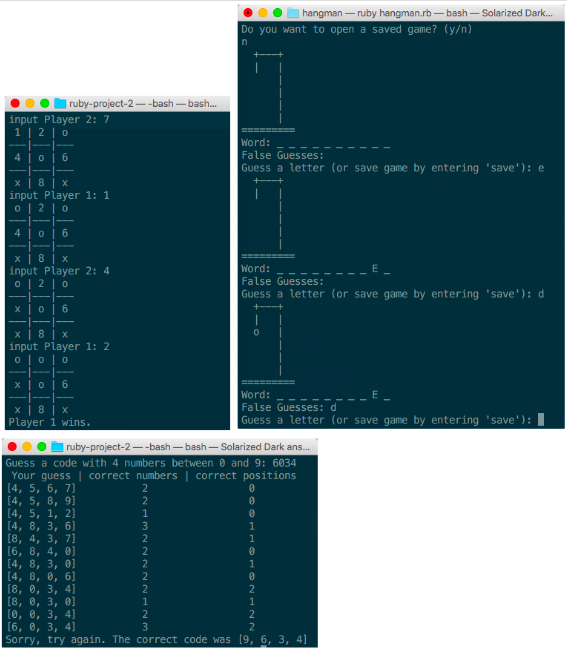 ruby-project-2 — -bash — bash...
input Player 2: 7
1 | 2 | o
———|———|———
4 | o | 6
———|———|———
x | 8 | x
input Player 1: 1
o | 2 | o
———|———|———
4 | o | 6
———|———|———
x | 8 | x
input Player 2: 4
o | 2 | o
———|———|———
x | o | 6
———|———|———
x | 8 | x
input Player 1: 2
o | o | o
———|———|———
x | o | 6
———|———|———
x | 8 | x
Player 1 wins.
hangman — ruby hangman.rb — bash — Solarized Dark...
Do you want to open a saved game? (y/n)
n
+———+
|   |
    |
    |
    |
    |
=========
Word: _ _ _ _ _ _ _ _ _ _
False Guesses:
Guess a letter (or save game by entering 'save'): e
+———+
|   |
    |
    |
    |
    |
=========
Word: _ _ _ _ _ _ _ _ E _
False Guesses:
Guess a letter (or save game by entering 'save'): d
+———+
|   |
o   |
    |
    |
    |
=========
Word: _ _ _ _ _ _ _ _ E _
False Guesses: d
Guess a letter (or save game by entering 'save'):
ruby-project-2 — -bash — bash — Solarized Dark ans...
Guess a code with 4 numbers between 0 and 9: 6034
Your guess | correct numbers | correct positions
[4, 5, 6, 7] 2 0
[4, 5, 8, 9] 2 0
[4, 5, 1, 2] 1 0
[4, 8, 3, 6] 3 1
[8, 4, 3, 7] 2 1
[6, 8, 4, 0] 2 0
[4, 8, 3, 0] 2 1
[4, 8, 0, 6] 2 0
[8, 0, 3, 4] 2 2
[8, 0, 3, 0] 1 1
[0, 0, 3, 4] 2 2
[6, 0, 3, 4] 3 2
Sorry, try again. The correct code was [9, 6, 3, 4]